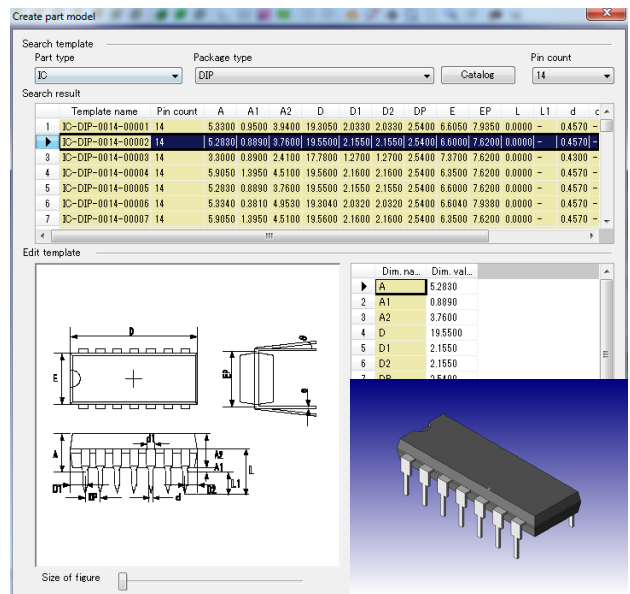 Create part model
Search template
Part type Package type Pin count
IC DIP Catalog 14
Search result
Template name Pin count A A1 A2 D D1 D2 DP E EP L L1 d
1 IC-DIP-0014-00001 14 5.3300 0.9500 3.9400 19.3050 2.0330 2.0330 2.5400 6.6050 7.9350 0.0000 - 0.4570 -
IC-DIP-0014-00002 14 5.2830 0.8890 3.7600 19.5500 2.1550 2.1550 2.5400 6.6000 7.6200 0.0000 - 0.4570 -
3 IC-DIP-0014-00003 14 3.3000 0.8900 2.4100 17.7800 1.2700 1.2700 2.5400 7.3700 7.6200 0.0000 - 0.4300 -
4 IC-DIP-0014-00004 14 5.9050 1.3950 4.5100 19.5600 2.1600 2.1600 2.5400 6.3500 7.6200 0.0000 - 0.4570 -
5 IC-DIP-0014-00005 14 5.2830 0.8890 3.7600 19.5500 2.1550 2.1550 2.5400 6.6000 7.6200 0.0000 - 0.4570 -
6 IC-DIP-0014-00006 14 5.3340 0.3810 4.9530 19.3040 2.0320 2.0320 2.5400 6.6040 7.9380 0.0000 - 0.4570 -
7 IC-DIP-0014-00007 14 5.9050 1.3950 4.5100 19.5600 2.1600 2.1600 2.5400 6.3500 7.6200 0.0000 - 0.4570 -
Edit template
Dim. na... Dim. val...
A 5.2830
2 A1 0.8890
3 A2 3.7600
4 D 19.5500
5 D1 2.1550
6 D2 2.1550
7 DP 2.5400
D
E
EP
e
A
d1
A2
A1
L
L1
D1
DP
d
D2
Size of figure